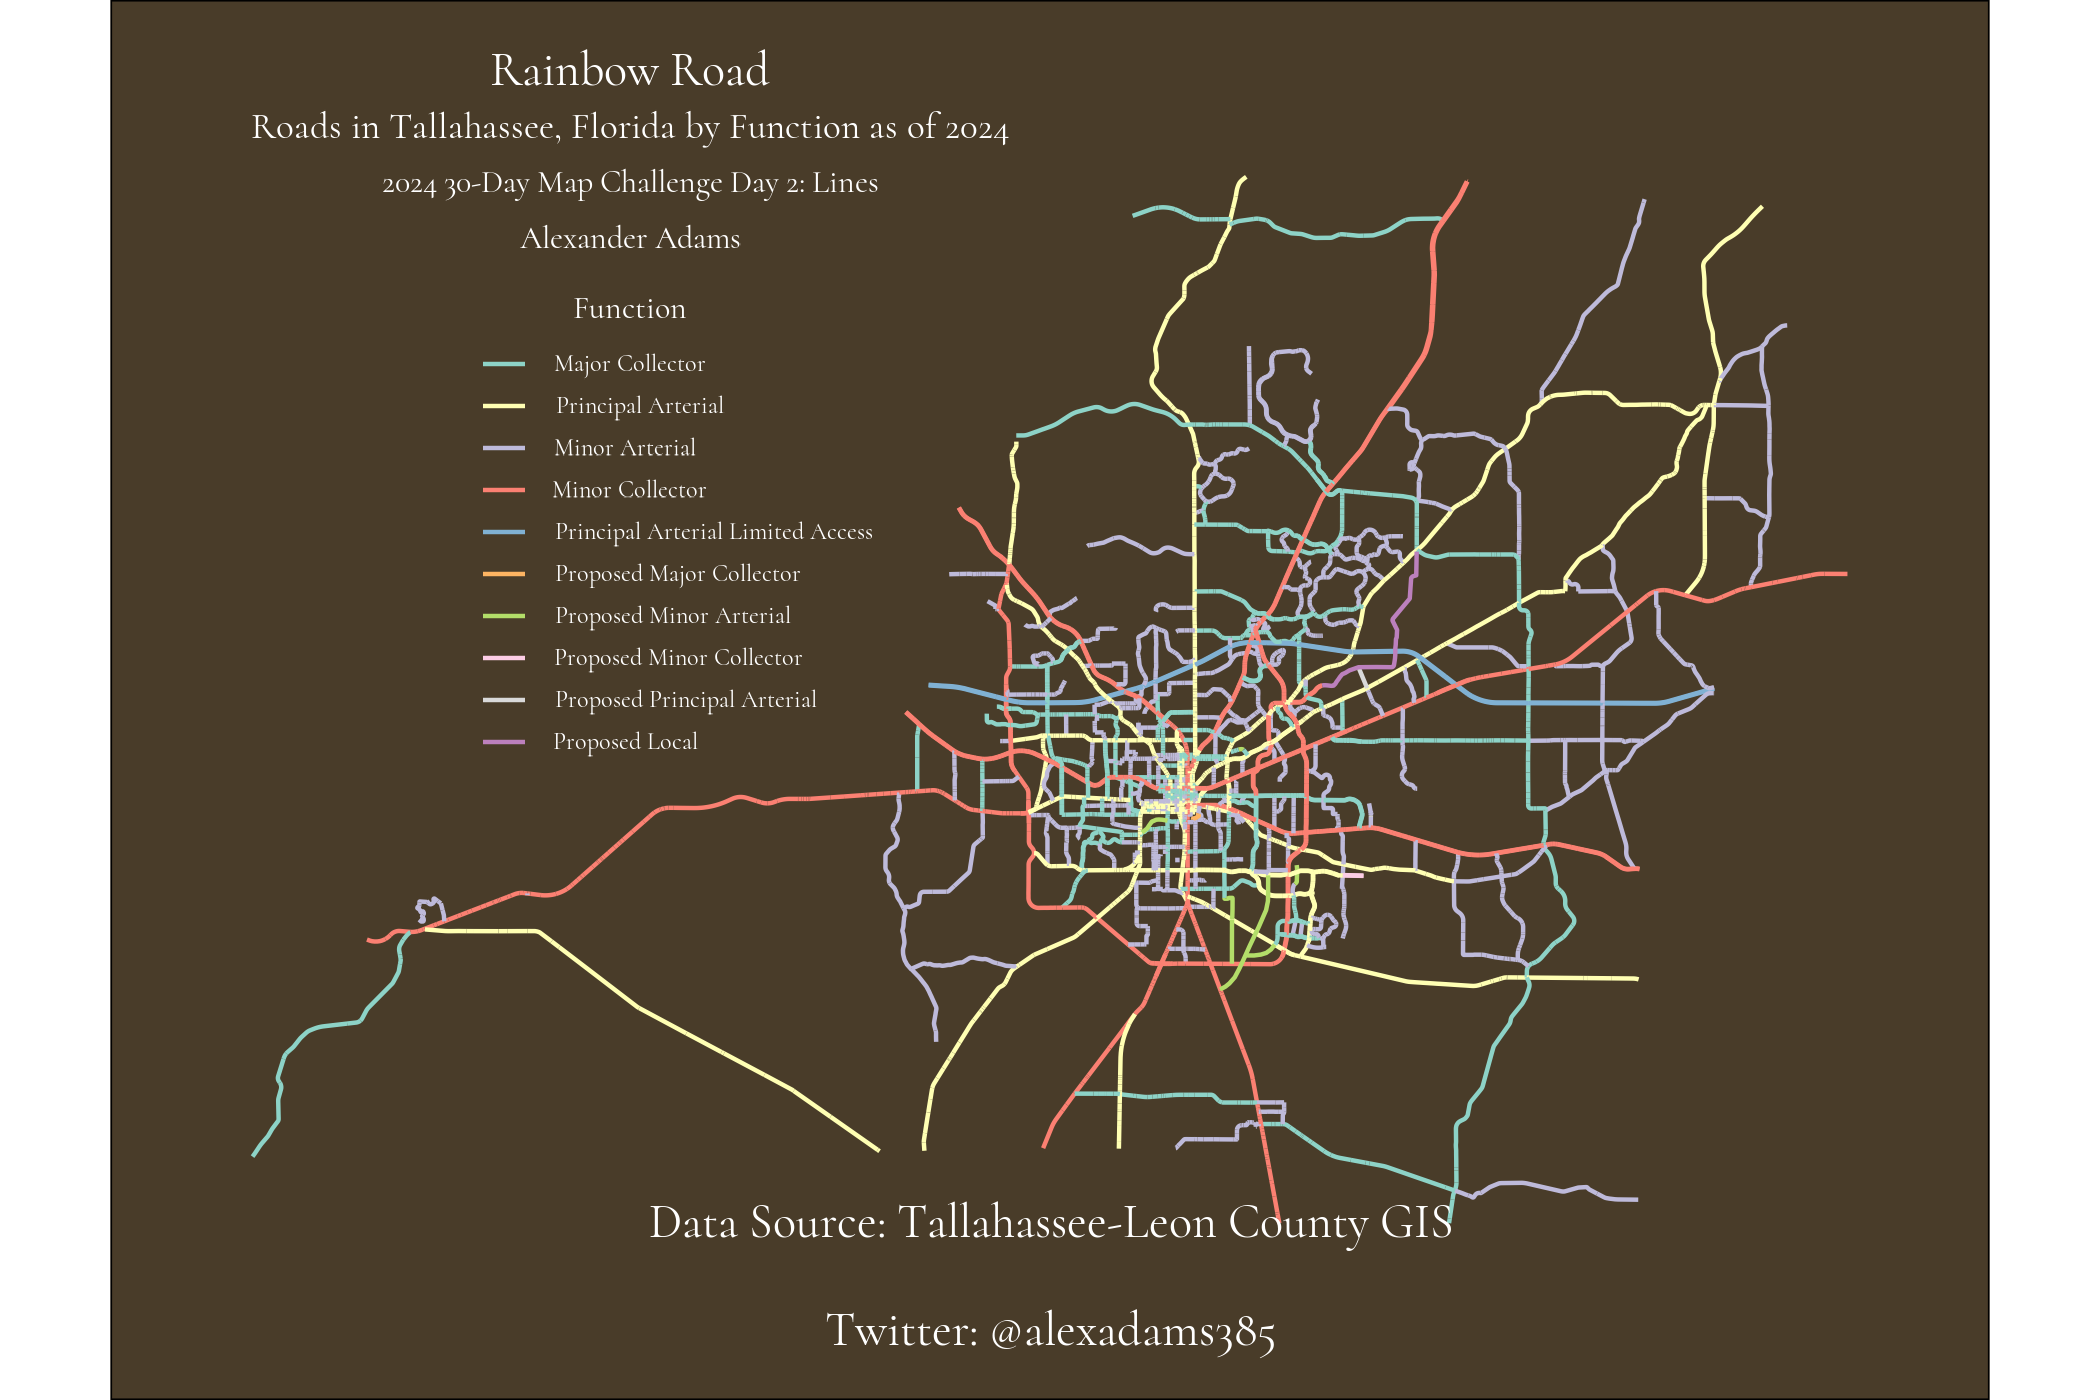 Rainbow Road
Roads in Tallahassee, Florida by Function as of 2024
2024 30-Day Map Challenge Day 2: Lines
Alexander Adams
Function
Major Collector
Principal Arterial
Minor Arterial
Minor Collector
Principal Arterial Limited Access
Proposed Major Collector
Proposed Minor Arterial
Proposed Minor Collector
Proposed Principal Arterial
Proposed Local
Data Source: Tallahassee-Leon County GIS
Twitter: @alexadams385